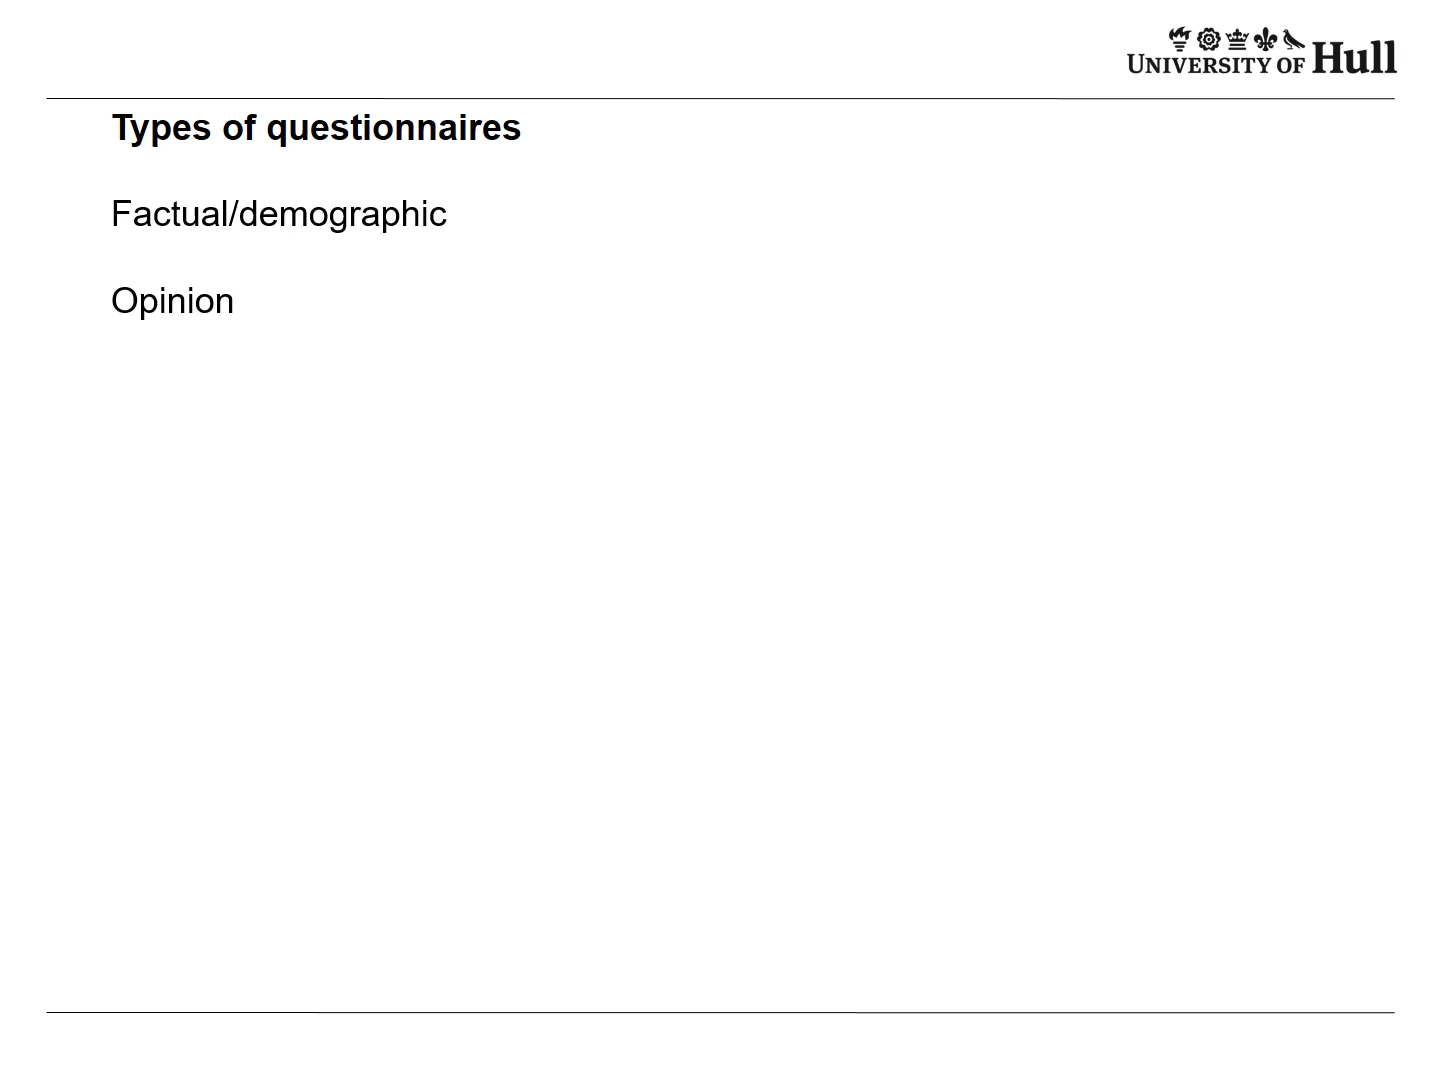 UNIVERSITY OF Hull
Types of questionnaires
Factual/demographic
Opinion